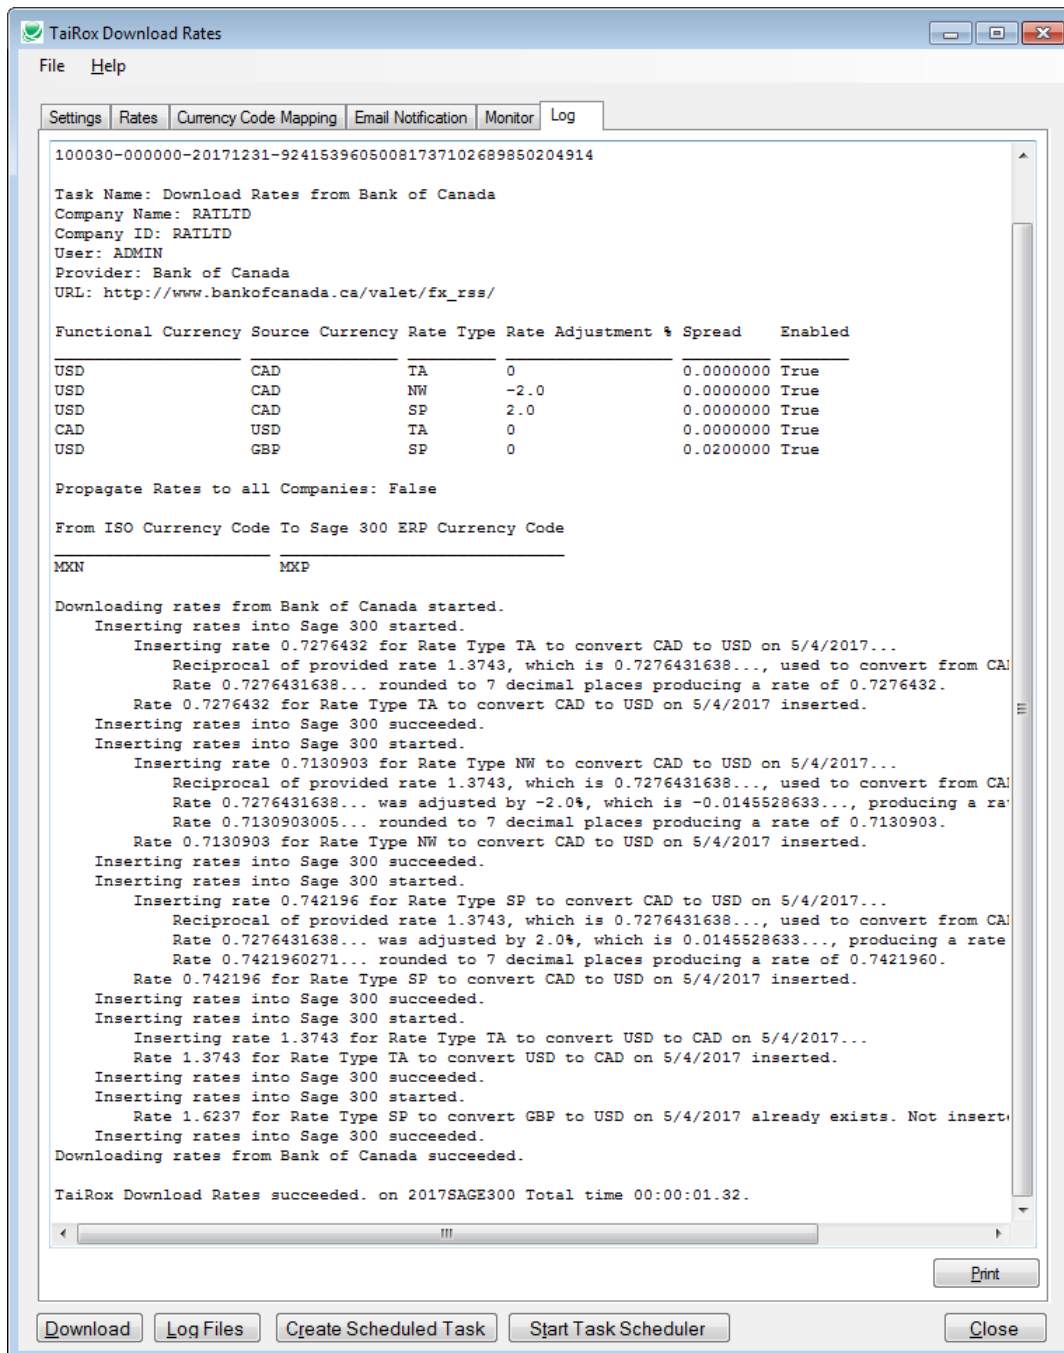 TaiRox Download Rates
File Help
Settings Rates Currency Code Mapping Email Notification Monitor Log
100030-000000-20171231-92415396050081737102689850204914
Task Name: Download Rates from Bank of Canada
Company Name: RATLTD
Company ID: RATLTD
User: ADMIN
Provider: Bank of Canada
URL: http://www.bankofcanada.ca/valet/fx_rss/
Functional Currency Source Currency Rate Type Rate Adjustment % Spread Enabled
USD CAD TA 0 0.0000000 True
USD CAD NW -2.0 0.0000000 True
USD CAD SP 2.0 0.0000000 True
CAD USD TA 0 0.0000000 True
USD GBP SP 0 0.0200000 True
Propagate Rates to all Companies: False
From ISO Currency Code To Sage 300 ERP Currency Code
MXN MXP
Downloading rates from Bank of Canada started.
Inserting rates into Sage 300 started.
Inserting rate 0.7276432 for Rate Type TA to convert CAD to USD on 5/4/2017...
Reciprocal of provided rate 1.3743, which is 0.7276431638..., used to convert from
Rate 0.7276431638... rounded to 7 decimal places producing a rate of 0.7276432.
Rate 0.7276432 for Rate Type TA to convert CAD to USD on 5/4/2017 inserted.
Inserting rates into Sage 300 succeeded.
Inserting rates into Sage 300 started.
Inserting rate 0.7130903 for Rate Type NW to convert CAD to USD on 5/4/2017...
Reciprocal of provided rate 1.3743, which is 0.7276431638..., used to convert from
Rate 0.7276431638... was adjusted by -2.0%, which is -0.0145528633..., producing a
Rate 0.7130903005... rounded to 7 decimal places producing a rate of 0.7130903.
Rate 0.7130903 for Rate Type NW to convert CAD to USD on 5/4/2017 inserted.
Inserting rates into Sage 300 succeeded.
Inserting rates into Sage 300 started.
Inserting rate 0.742196 for Rate Type SP to convert CAD to USD on 5/4/2017...
Reciprocal of provided rate 1.3743, which is 0.7276431638..., used to convert from
Rate 0.7276431638... was adjusted by 2.0%, which is 0.0145528633..., producing a rate
Rate 0.7421960271... rounded to 7 decimal places producing a rate of 0.7421960.
Rate 0.742196 for Rate Type SP to convert CAD to USD on 5/4/2017 inserted.
Inserting rates into Sage 300 succeeded.
Inserting rates into Sage 300 started.
Inserting rate 1.3743 for Rate Type TA to convert USD to CAD on 5/4/2017...
Rate 1.3743 for Rate Type TA to convert USD to CAD on 5/4/2017 inserted.
Inserting rates into Sage 300 succeeded.
Inserting rates into Sage 300 started.
Rate 1.6237 for Rate Type SP to convert GBP to USD on 5/4/2017 already exists. Not
Inserting rates into Sage 300 succeeded.
Downloading rates from Bank of Canada succeeded.
TaiRox Download Rates succeeded. on 2017SAGE300 Total time 00:00:01.32.
Print
Download Log Files Create Scheduled Task Start Task Scheduler Close